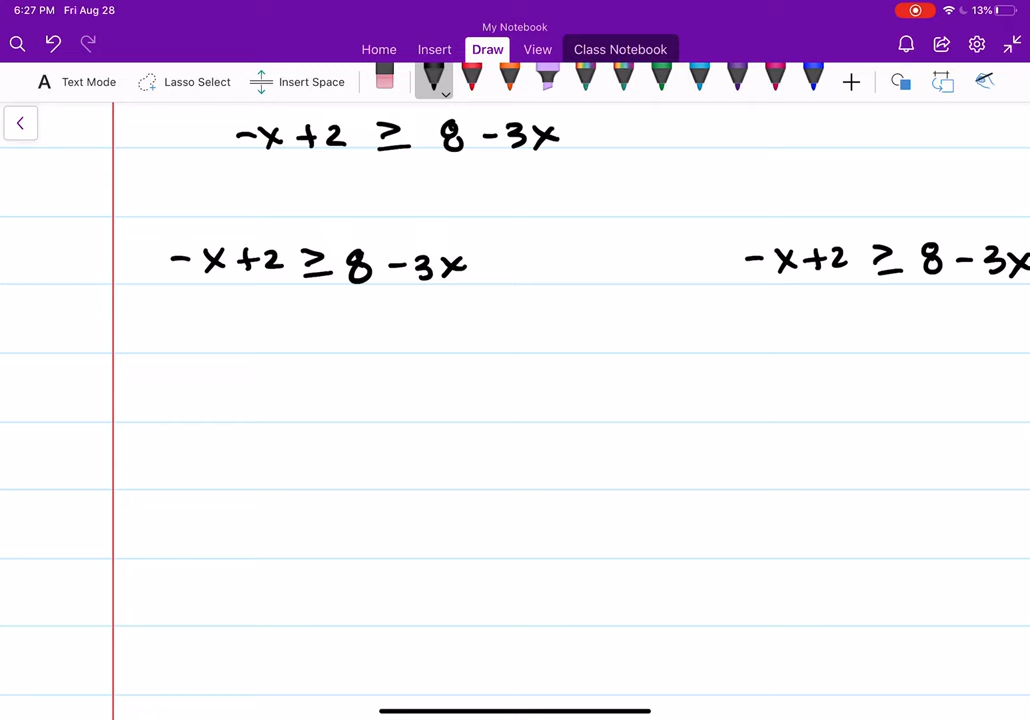 6:27 PM Fri Aug 28
13%
My Notebook
Home Insert Draw View Class Notebook
A Text Mode Lasso Select Insert Space
-x+2 ≥ 8-3x
-x+2 ≥ 8-3x -x+2 ≥ 8-3x